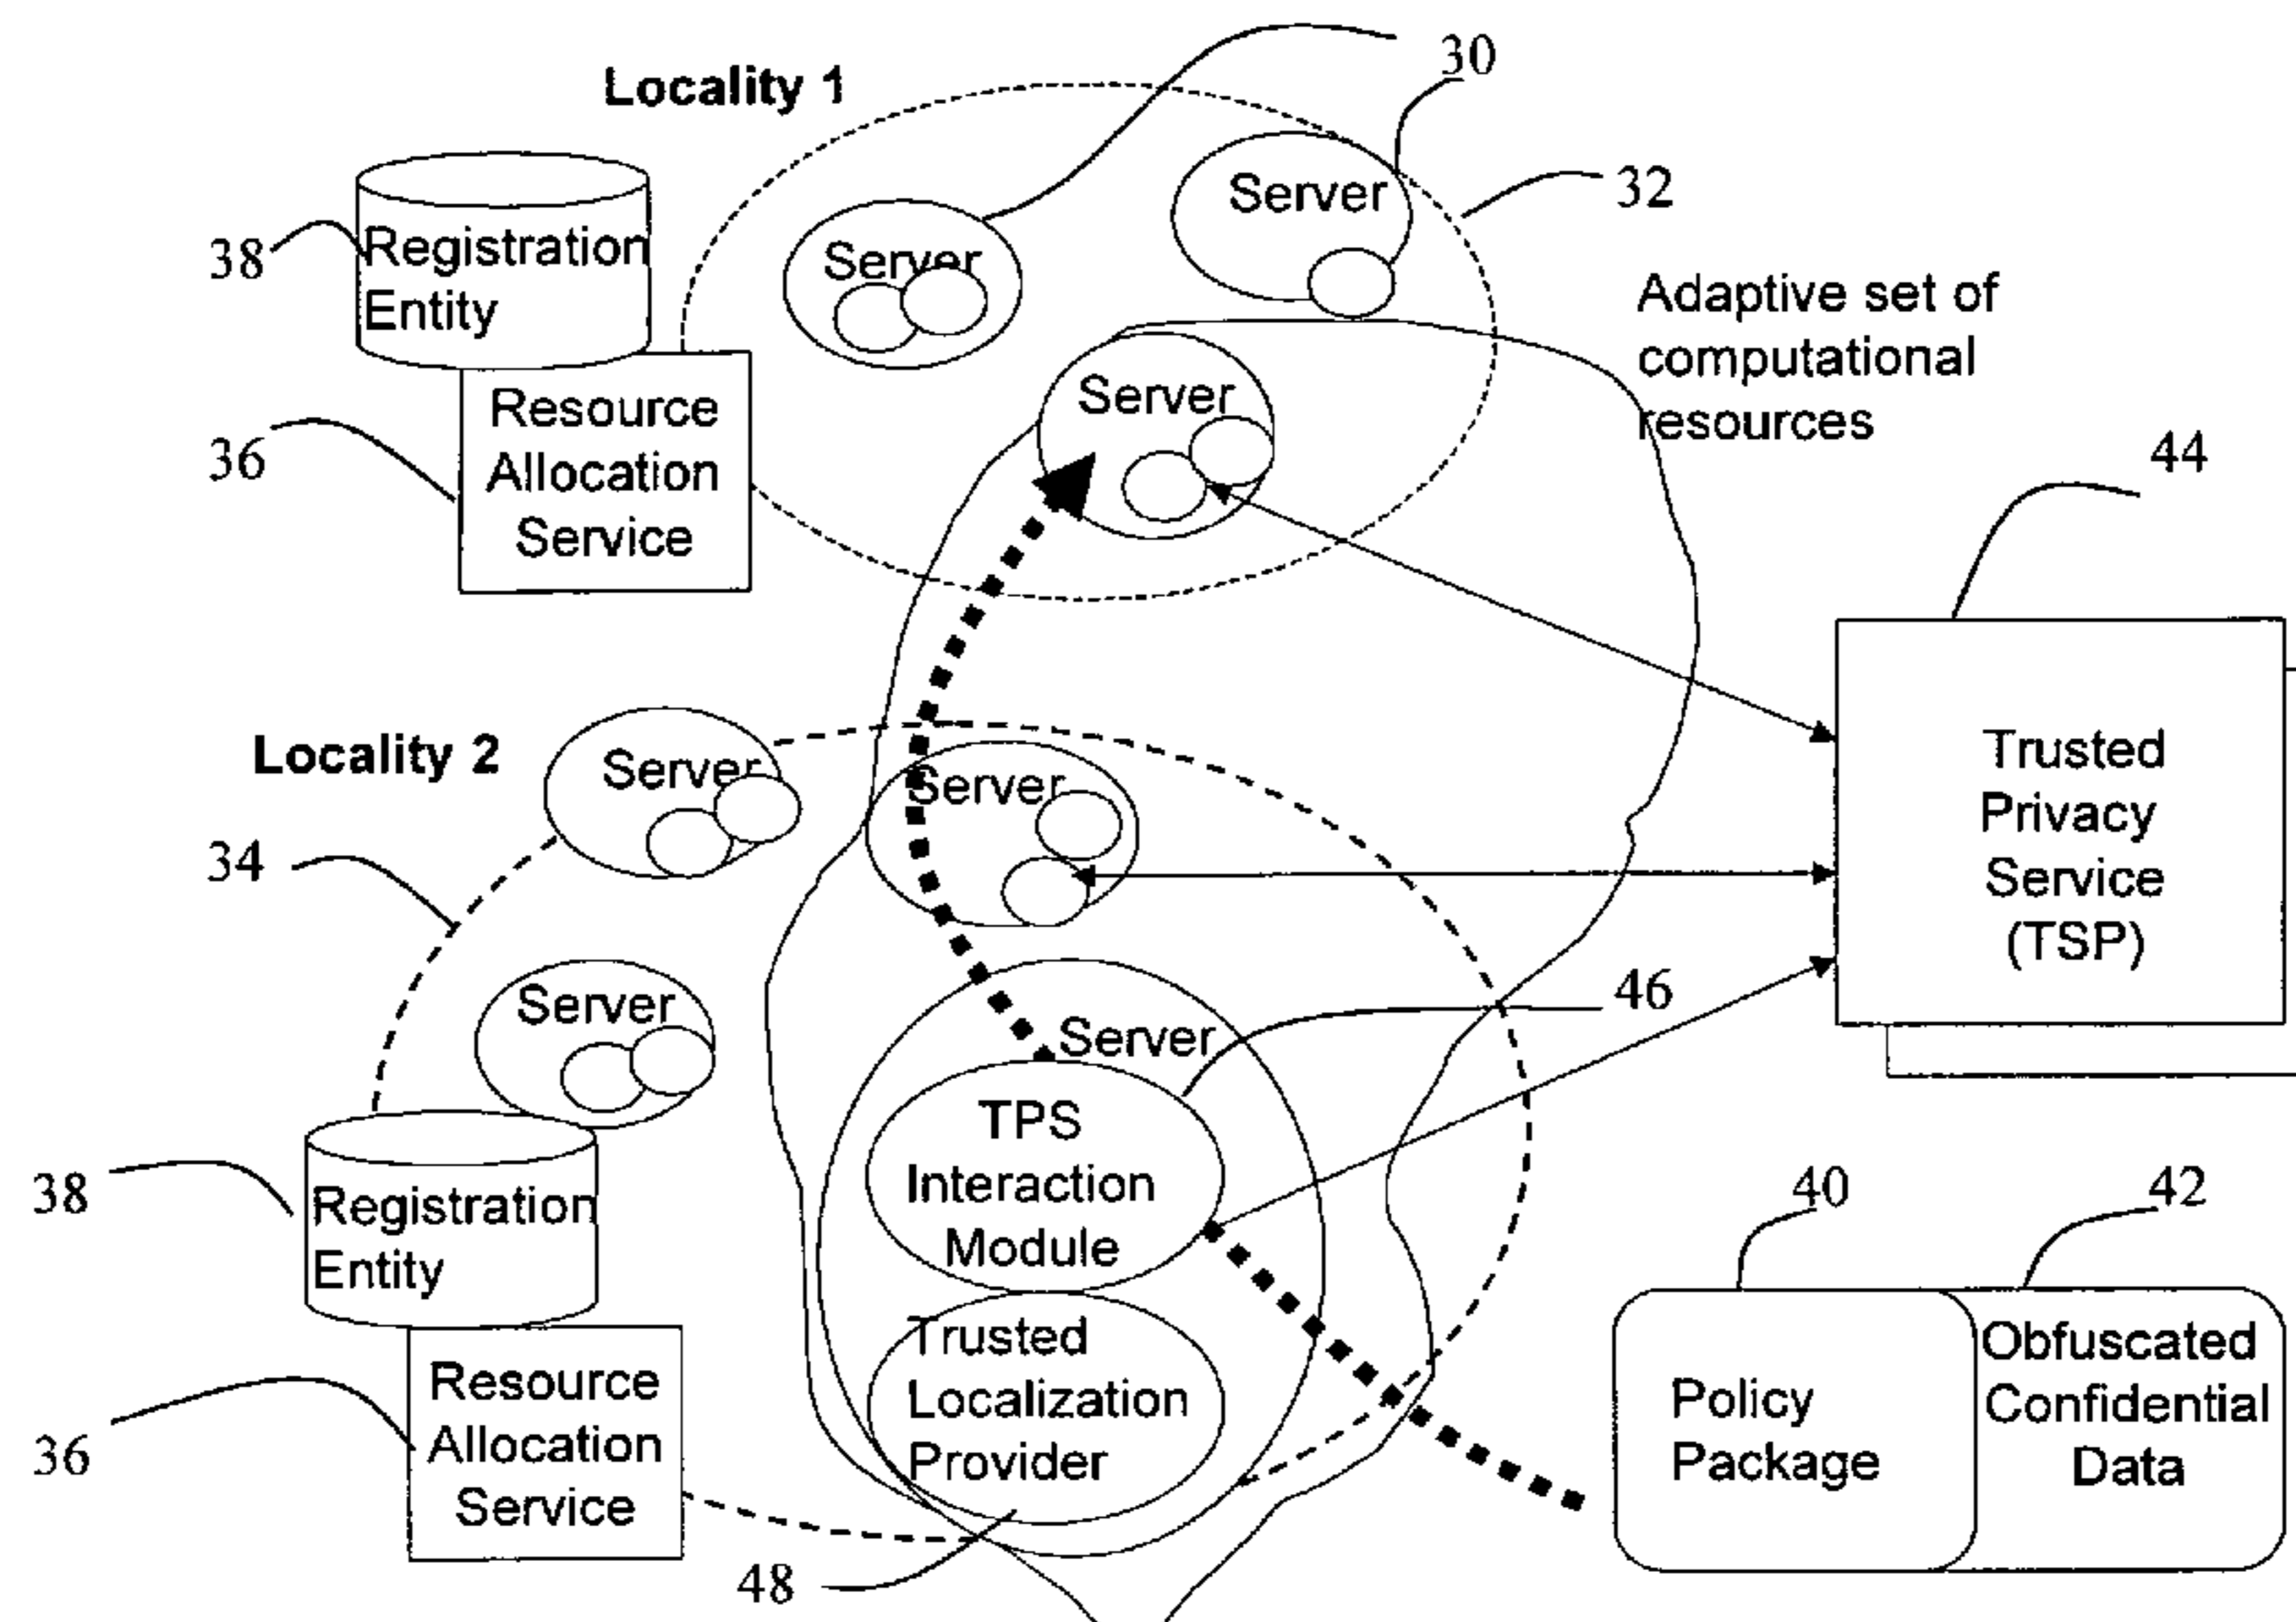 30
Locality 1
Server
32
38
Registration
Entity
Server
Adaptive set of
computational
resources
Server
Resource
Allocation
Service
36
44
Locality 2
Server
Server
Trusted
Privacy
Service
(TSP)
34
46
Server
Server
TPS
Interaction
Module
38
Registration
Entity
40
42
Trusted
Localization
Provider
Obfuscated
Confidential
Data
Policy
Package
Resource
Allocation
Service
36
48